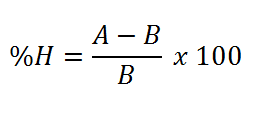 %H = (A − B) / B x 100